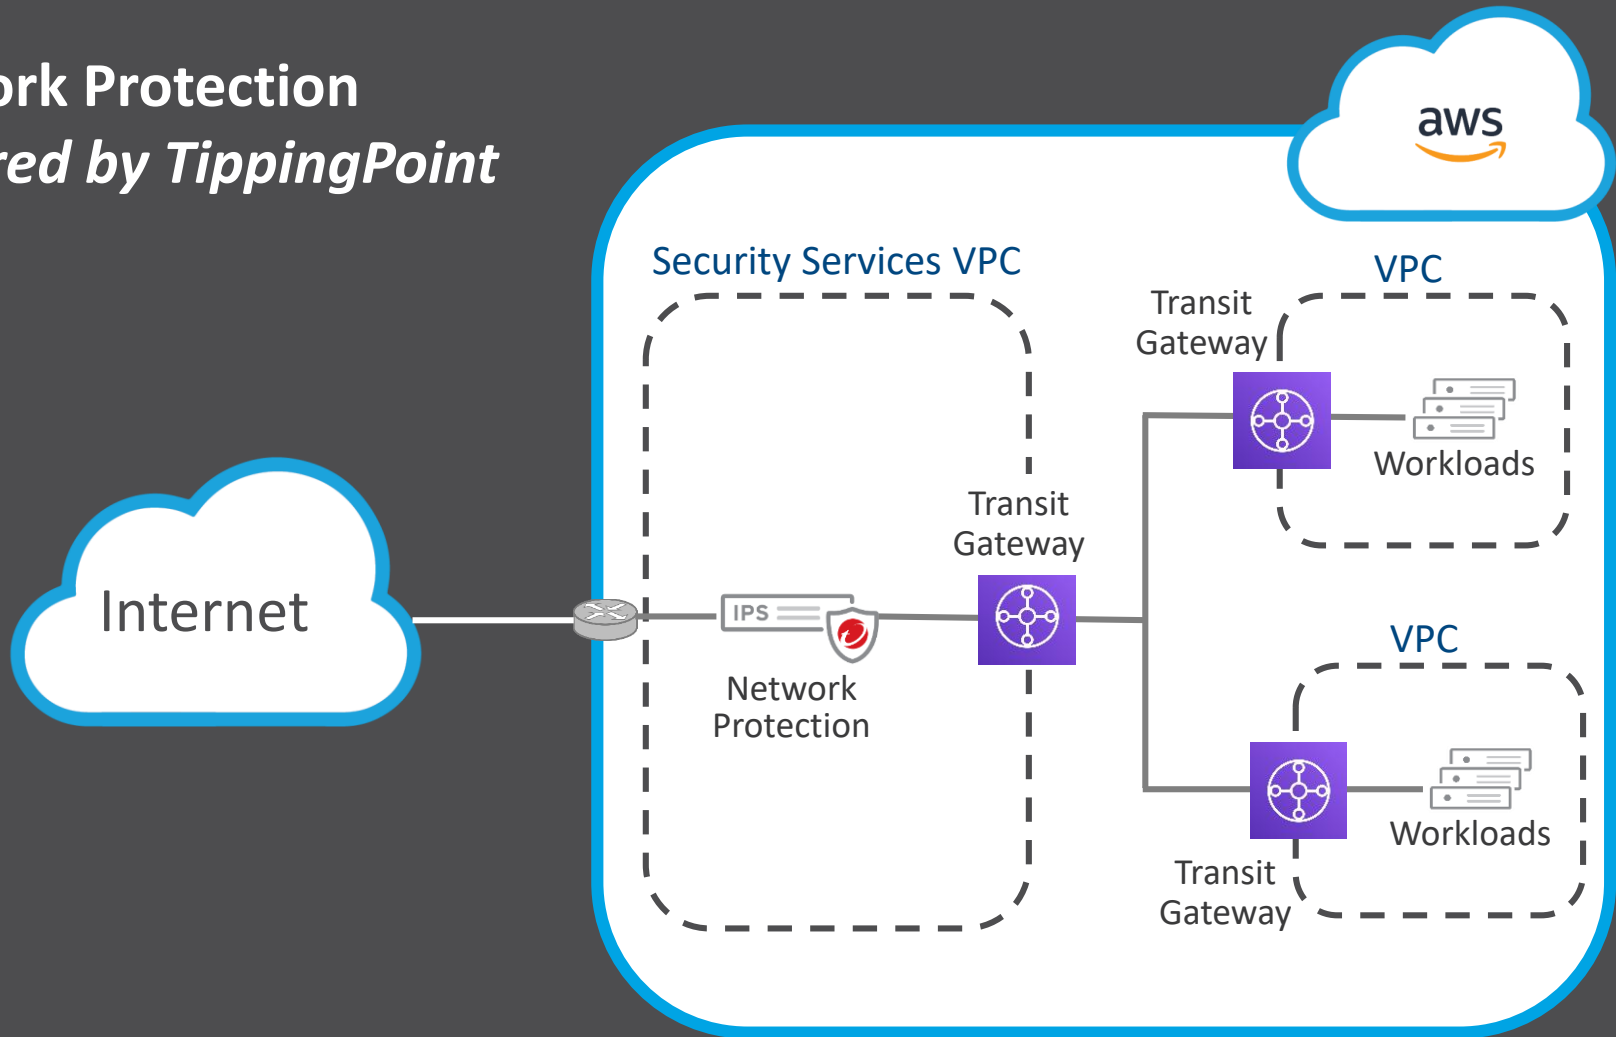 ork Protection
red by TippingPoint
aws
Security Services VPC
VPC
Transit
Gateway
Workloads
Transit
Gateway
Internet
IPS
Network
Protection
VPC
Workloads
Transit
Gateway